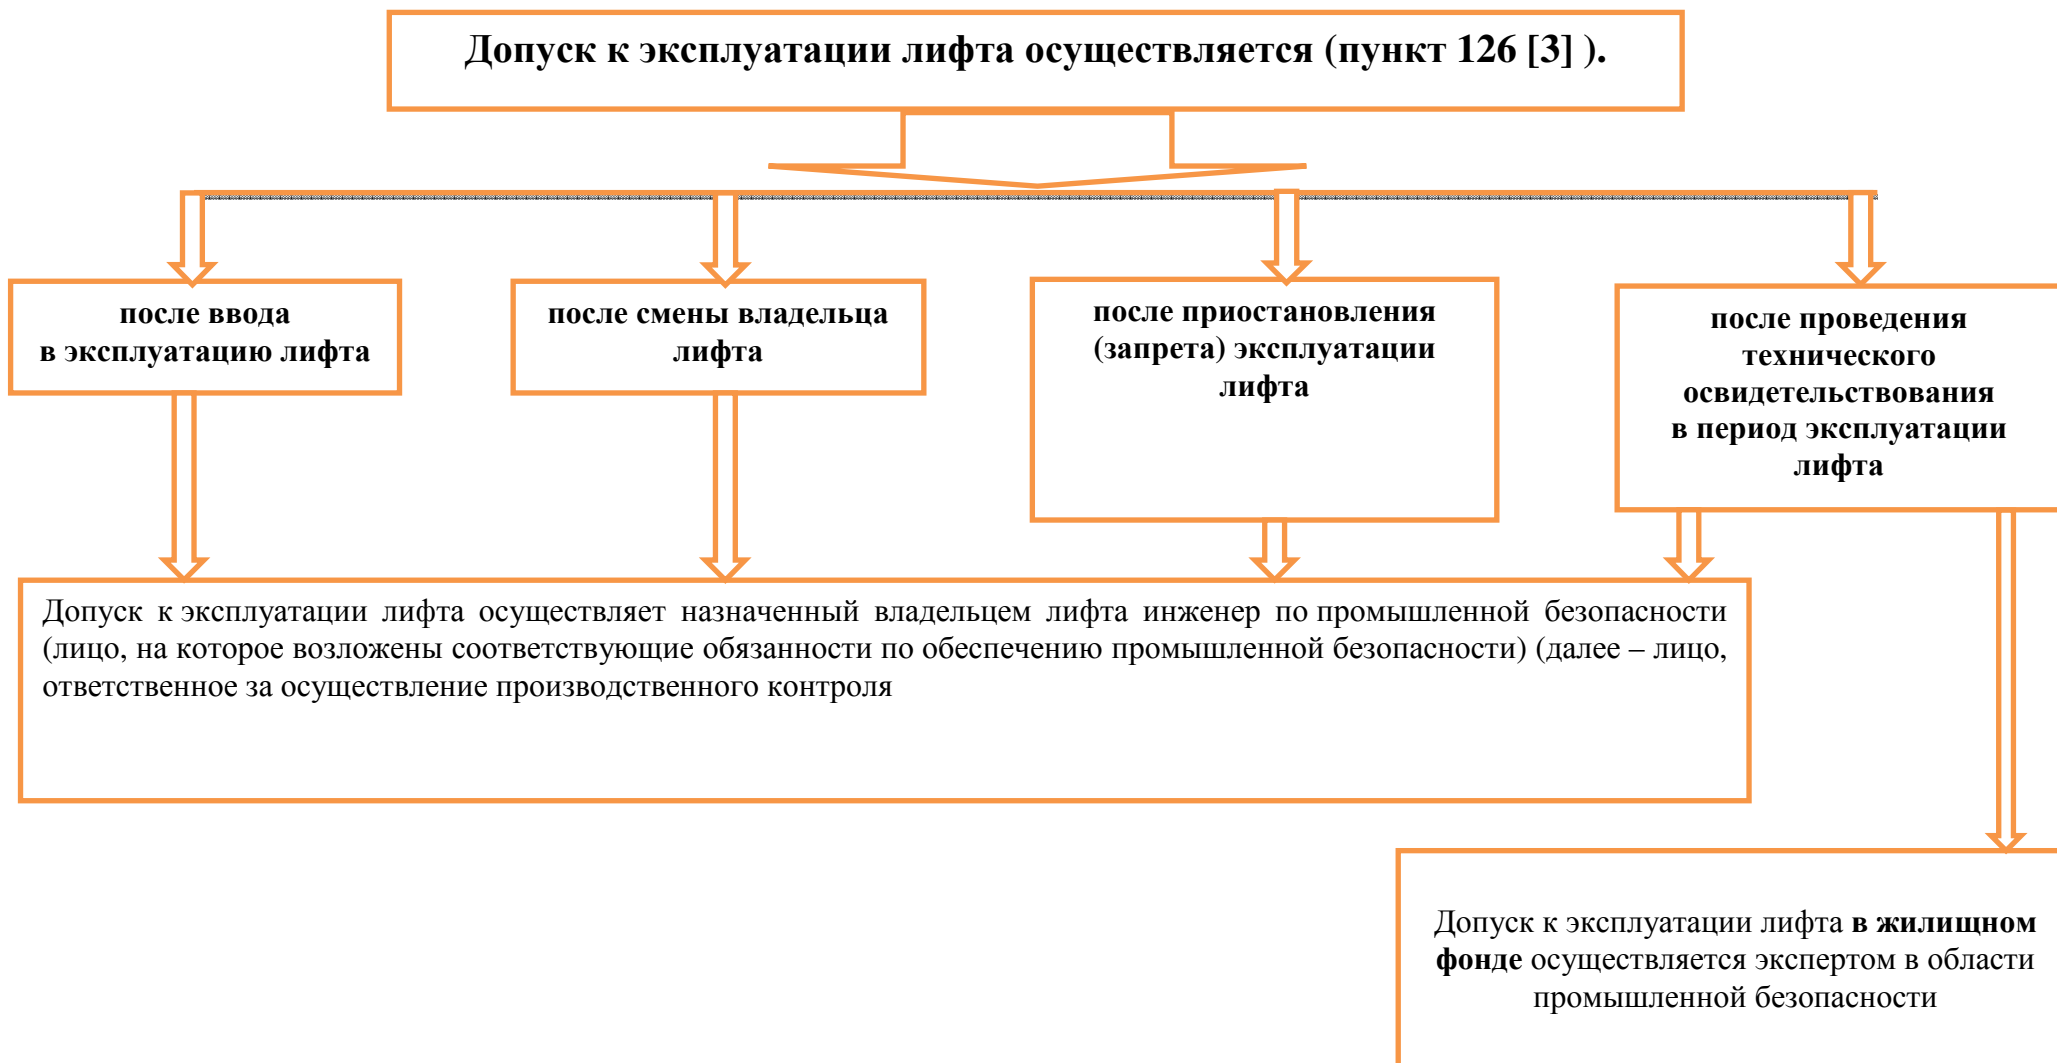 Допуск к эксплуатации лифта осуществляется (пункт 126 [3] ).
после ввода
в эксплуатацию лифта
после смены владельца
лифта
после приостановления
(запрета) эксплуатации
лифта
после проведения
технического
освидетельствования
в период эксплуатации
лифта
Допуск к эксплуатации лифта осуществляет назначенный владельцем лифта инженер по промышленной безопасности
(лицо, на которое возложены соответствующие обязанности по обеспечению промышленной безопасности) (далее – лицо,
ответственное за осуществление производственного контроля
Допуск к эксплуатации лифта в жилищном
фонде осуществляется экспертом в области
промышленной безопасности